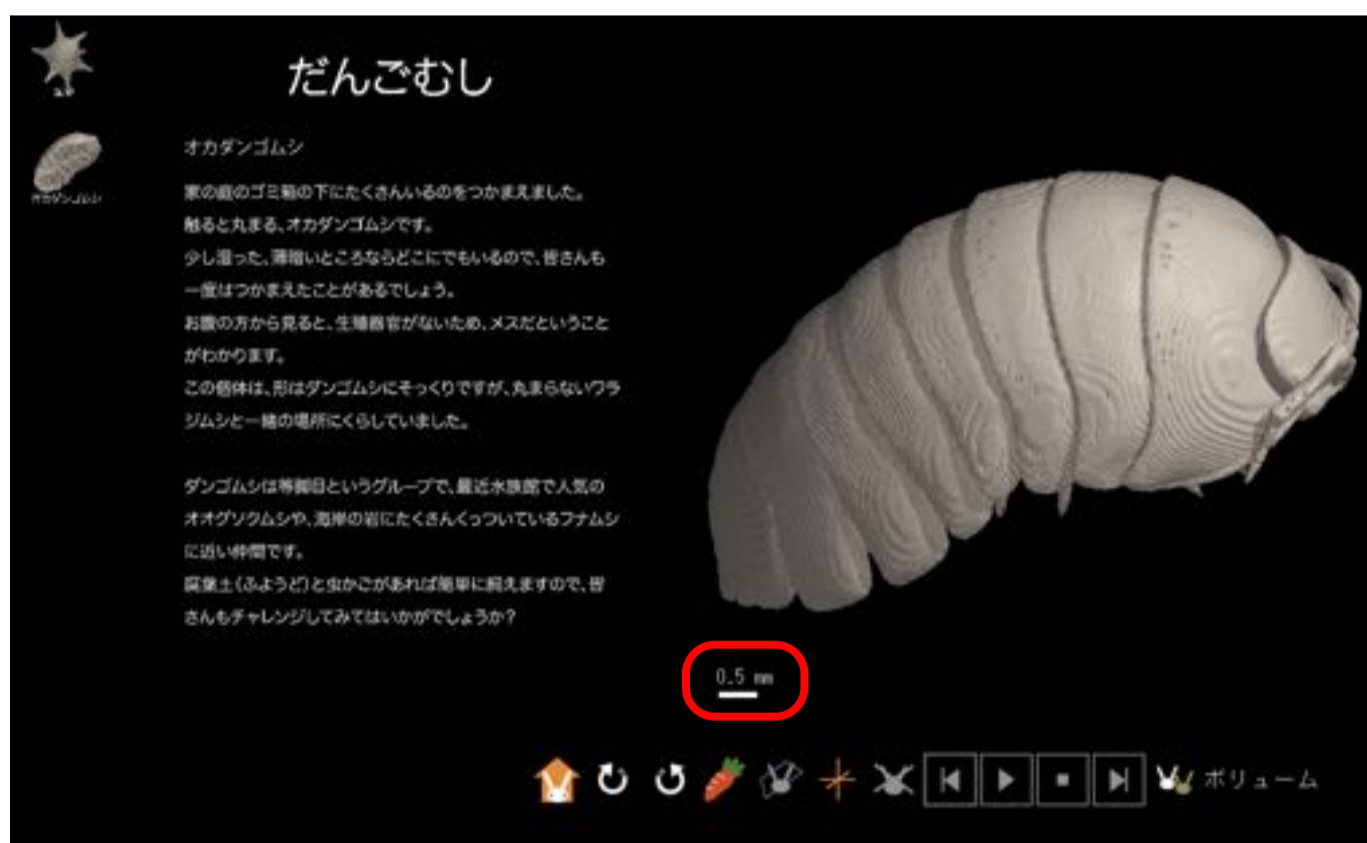 だんごむし
オカダンゴムシ
家の庭のゴミ箱の下にたくさんいるのをつかまえました。
触ると丸まる、オカダンゴムシです。
少し湿った、薄暗いところならどこにでもいるので、皆さんも
一度はつかまえたことがあるでしょう。
お腹の方から見ると、生殖器官がないため、メスだということ
がわかります。
この個体は、形はダンゴムシにそっくりですが、丸まらないワラ
ジムシと一緒の場所にくらしていました。
ダンゴムシは等脚目というグループで、最近水族館で人気の
オオグソクムシや、海岸の岩にたくさんくっついているフナムシ
に近い仲間です。
腐葉土(ふようど)と虫かごがあれば簡単に飼えますので、皆
さんもチャレンジしてみてはいかがでしょうか?
オカダンゴムシ
0.5 mm
ボリューム